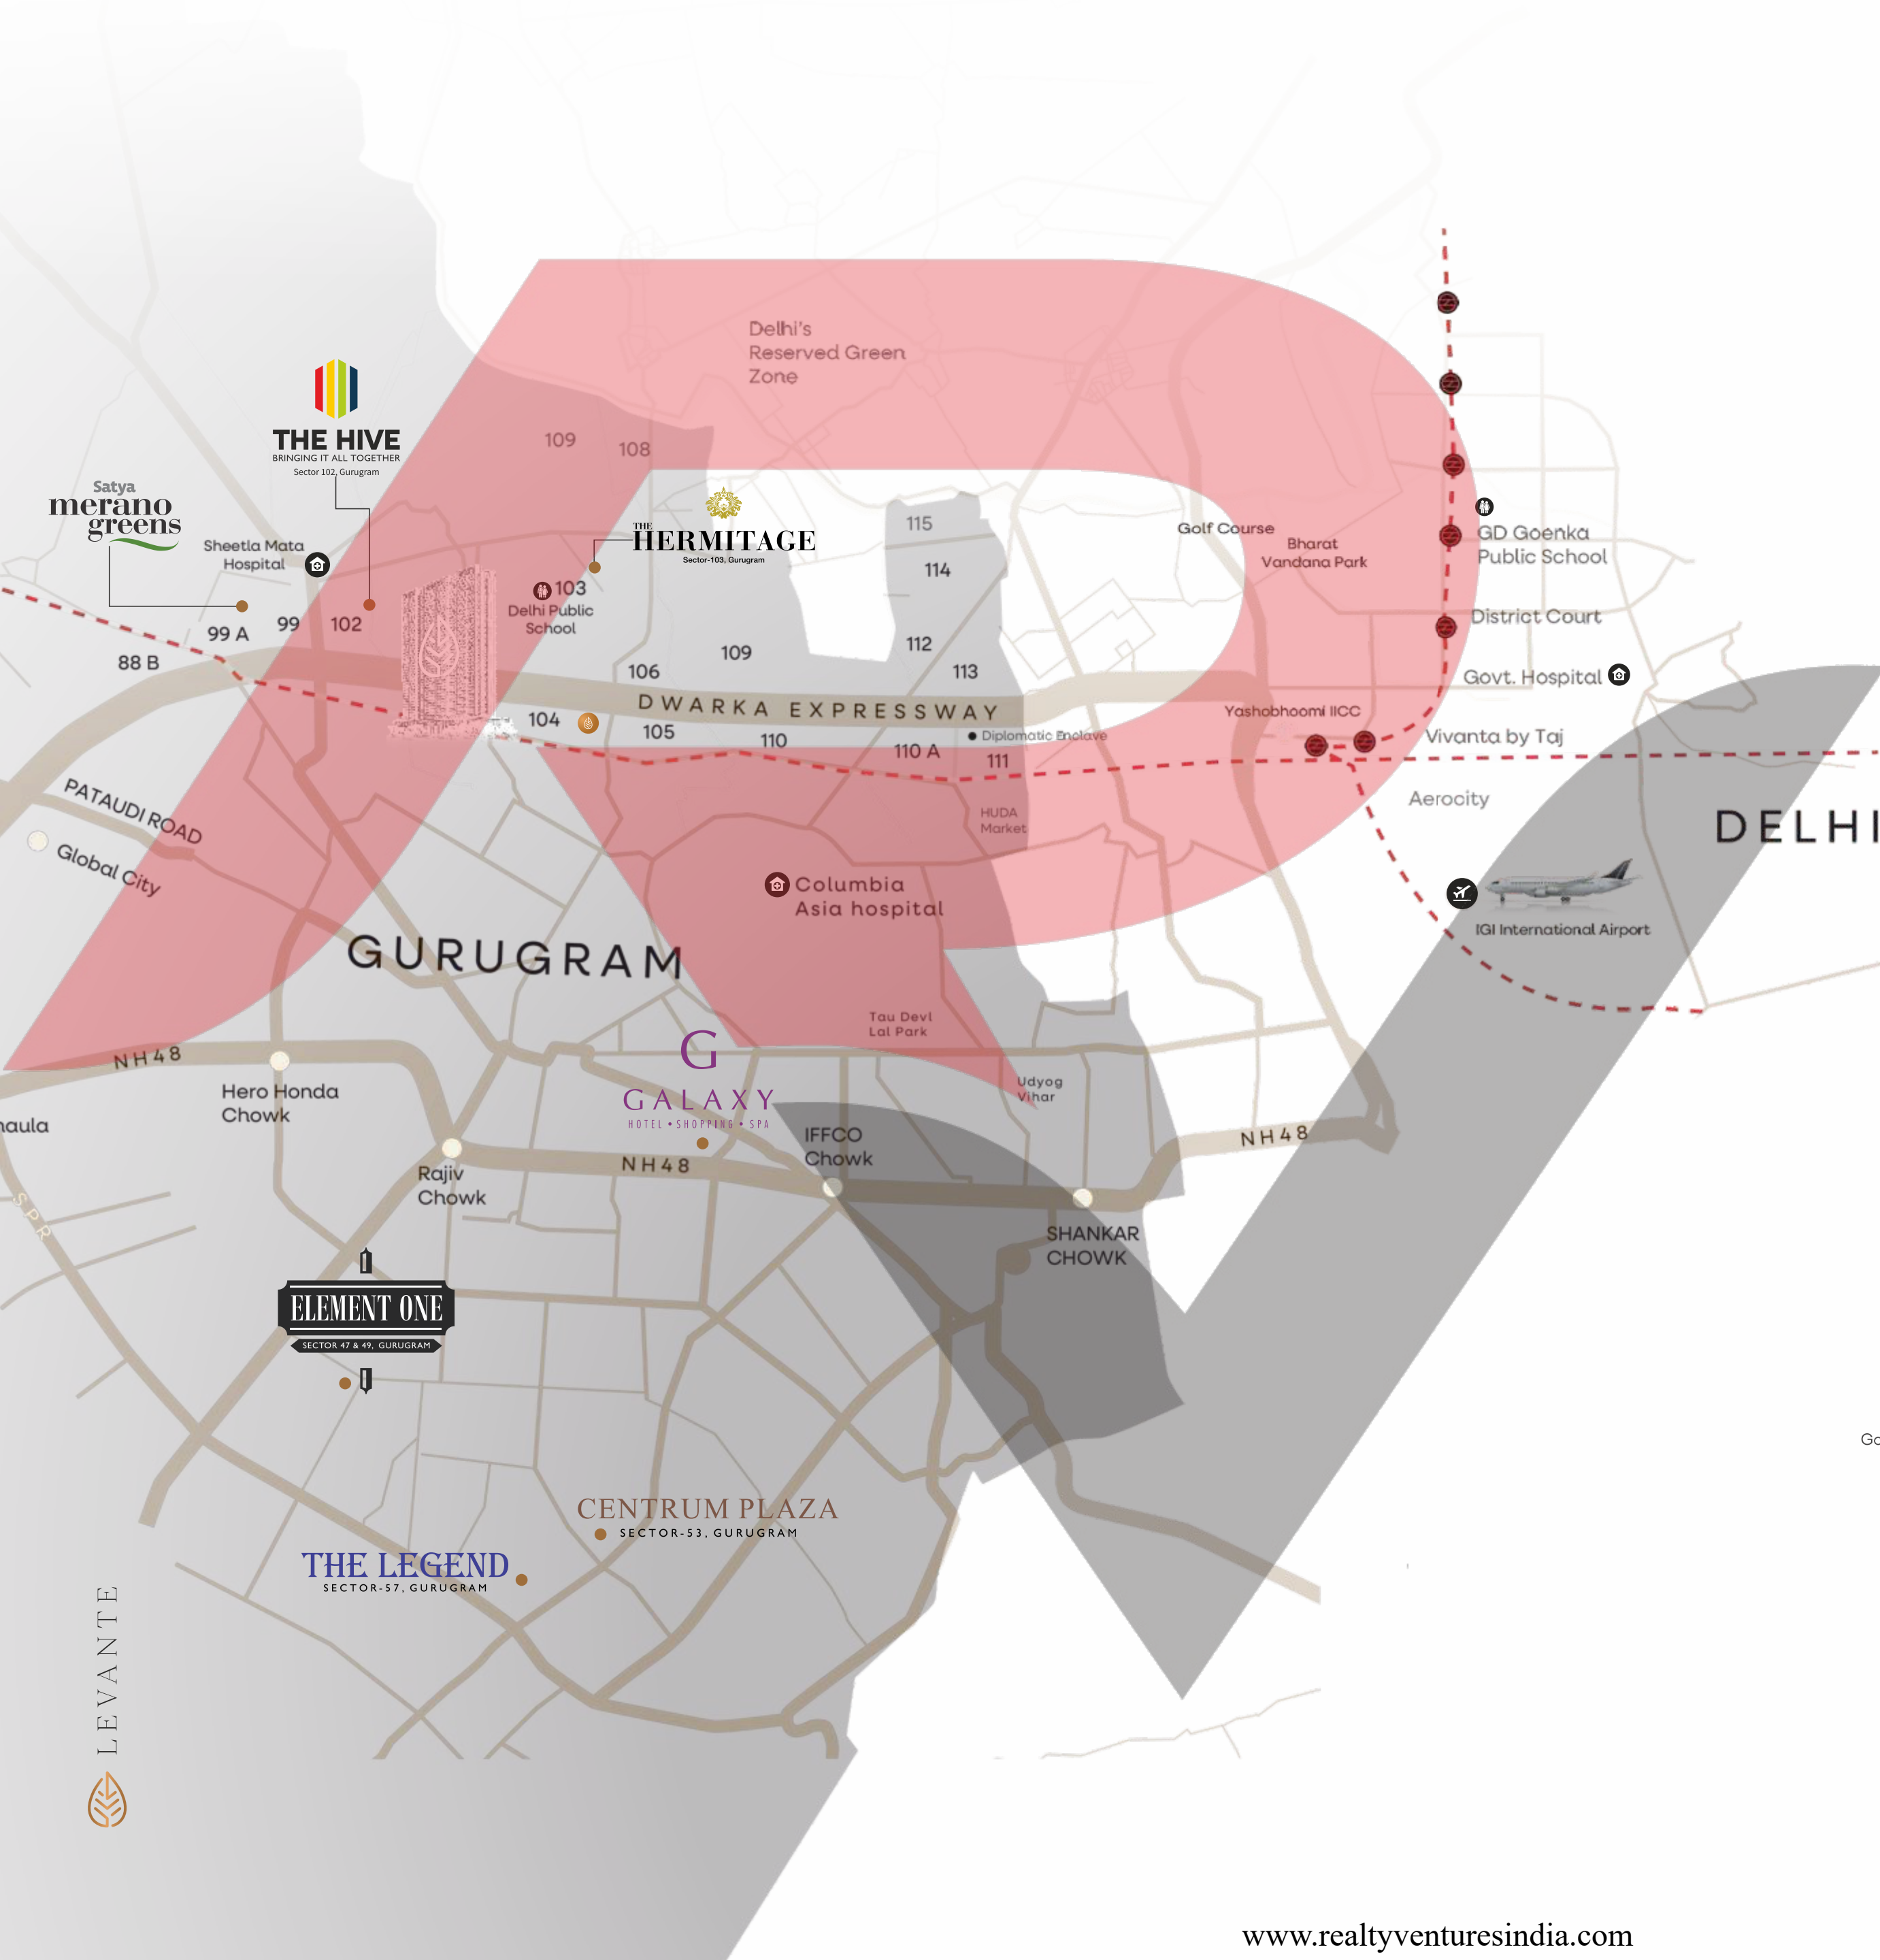 Delhi's
Reserved Green
Zone
THE HIVE
BRINGING IT ALL TOGETHER
Sector 102, Gurugram
109
108
Satya
merano
greens
Sheetla Mata
Hospital
THE
HERMITAGE
Sector-103, Gurugram
115
114
112
113
Golf Course
Bharat
Vandana Park
GD Goenka
Public School
District Court
Govt. Hospital
103
Delhi Public
School
99 A
99
102
88 B
106
109
DWARKA EXPRESSWAY
104
105
110
110 A
111
Diplomatic Enclave
Yashobhoomi IICC
Vivanta by Taj
Aerocity
DELHI
HUDA
Market
PATAUDI ROAD
Global City
Columbia
Asia hospital
IGI International Airport
GURUGRAM
Tau Devl
Lal Park
NH48
Hero Honda
Chowk
G
GALAXY
HOTEL • SHOPPING • SPA
Udyog
Vihar
IFFCO
Chowk
NH48
NH48
Rajiv
Chowk
SHANKAR
CHOWK
SPR
ELEMENT ONE
SECTOR 47 & 49, GURUGRAM
CENTRUM PLAZA
SECTOR-53, GURUGRAM
THE LEGEND
SECTOR-57, GURUGRAM
LEVANTE
www.realtyventuresindia.com